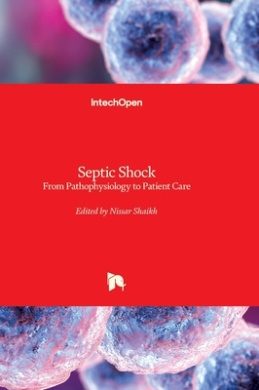 IntechOpen
Septic Shock
From Pathophysiology to Patient Care
Edited by Nissar Shaikh